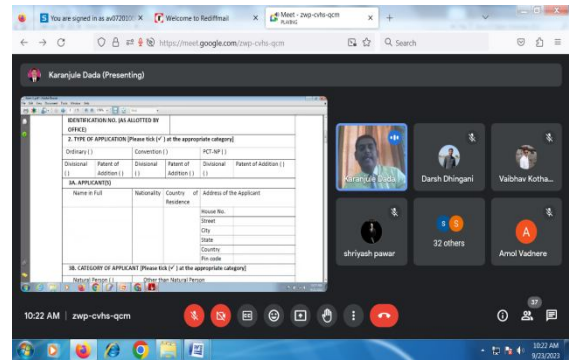 You are signed in as av0720100
Welcome to Rediffmail
Meet - zwp-cvhs-qcm
PLAYING
https://meet.google.com/zwp-cvhs-qcm
Search
Karanjule Dada (Presenting)
IDENTIFICATION NO. (AS
ALLOTTED BY
OFFICE)
2. TYPE OF APPLICATION [Please tick (✓) at the appropriate category]
Ordinary ( ) Convention ( ) PCT-NP ( )
Divisional ( ) Patent of Addition ( ) Divisional ( ) Patent of Addition ( ) Divisional ( ) Patent of Addition ( )
3A. APPLICANT(S)
Name in Full Nationality Country of Residence Address of the Applicant
House No.
Street
City
State
Country
Pin code
3B. CATEGORY OF APPLICANT [Please tick (✓) at the appropriate category]
Natural Person ( ) Other than Natural Person
Karanjule Dada
Darsh Dhingani
Vaibhav Kotha...
shriyash pawar
S S
32 others
A
Amol Vadnere
10:22 AM | zwp-cvhs-qcm
37
10:22 AM
9/23/2023